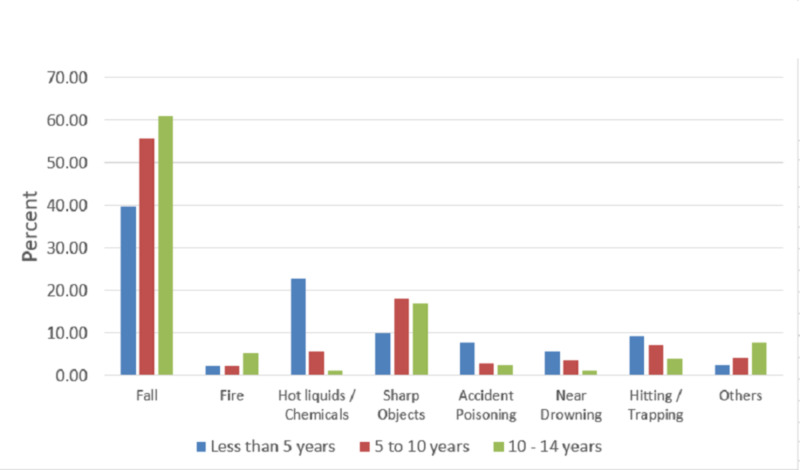 70.00
60.00
50.00
40.00
30.00
20.00
10.00
0.00
Percent
Fall
Fire
Hot liquids /
Chemicals
Sharp
Objects
Accident
Poisoning
Near
Drowning
Hitting /
Trapping
Others
Less than 5 years
5 to 10 years
10 - 14 years